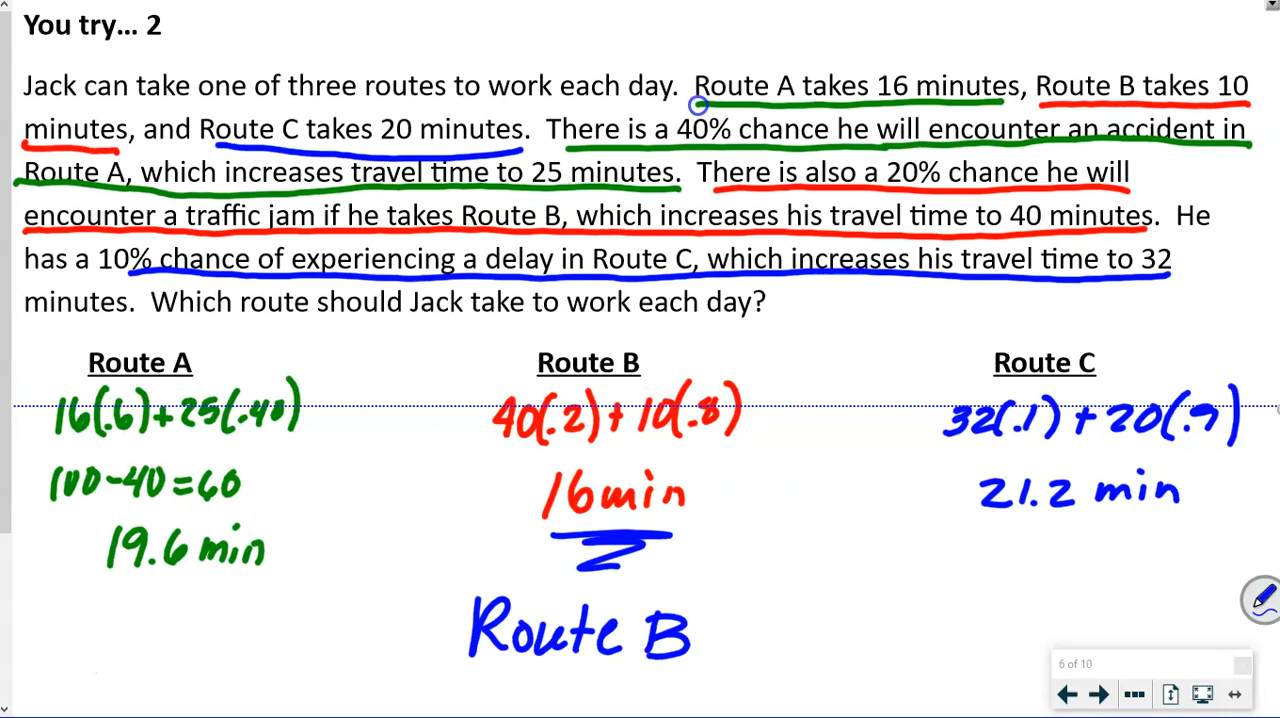 You try... 2
Jack can take one of three routes to work each day. Route A takes 16 minutes, Route B takes 10
minutes, and Route C takes 20 minutes. There is a 40% chance he will encounter an accident in
Route A, which increases travel time to 25 minutes. There is also a 20% chance he will
encounter a traffic jam if he takes Route B, which increases his travel time to 40 minutes. He
has a 10% chance of experiencing a delay in Route C, which increases his travel time to 32
minutes. Which route should Jack take to work each day?
Route A Route B Route C
16(.6)+25(.40) 40(.2)+10(.8) 32(.1)+20(.9)
100-40=60 16min 21.2 min
19.6 min
Route B
6 of 10